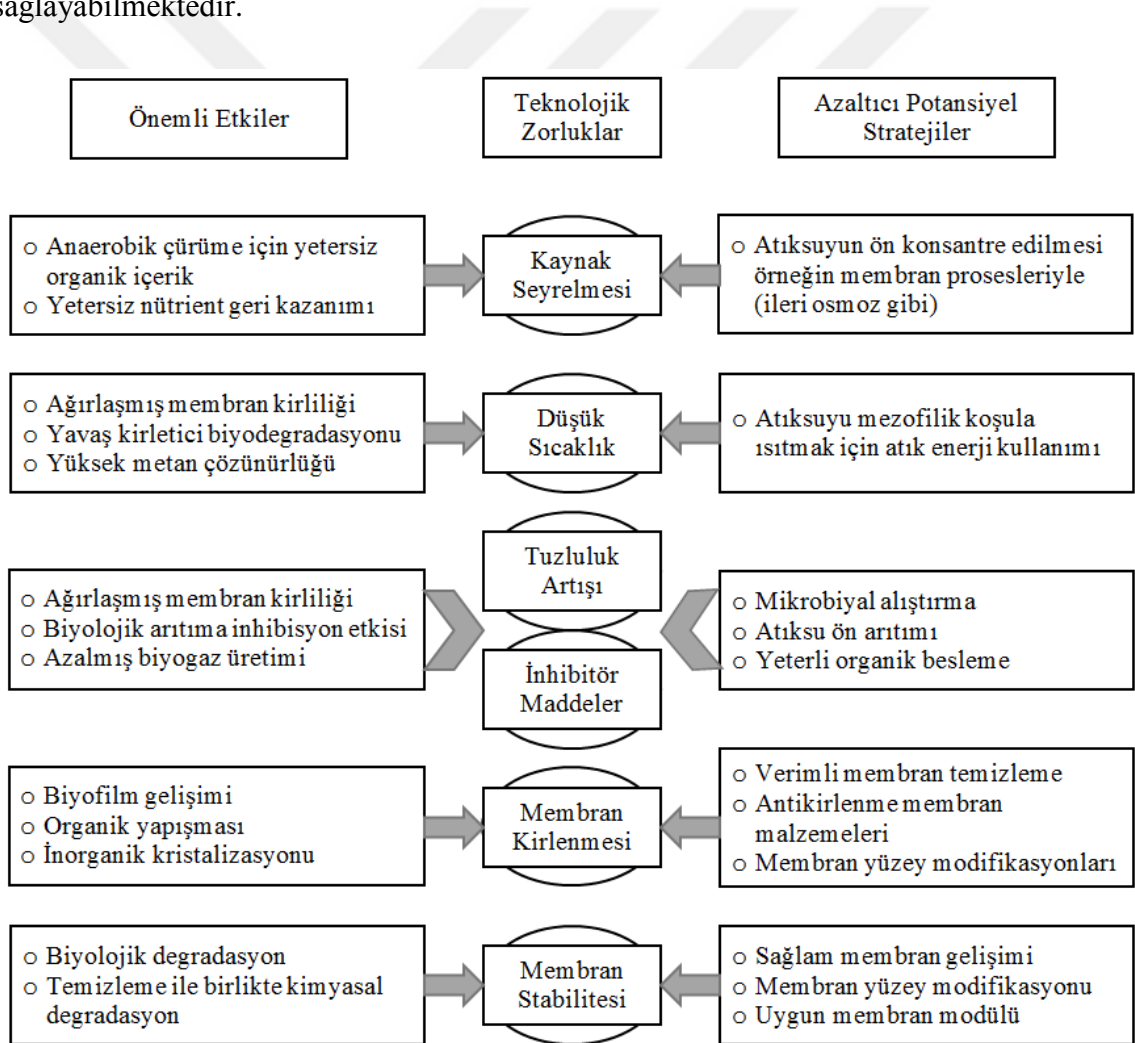 sağlayabilmektedir.
Önemli Etkiler
Teknolojik
Zorluklar
Azaltıcı Potansiyel
Stratejiler
o Anaerobik çürüme için yetersiz
organik içerik
o Yetersiz nütrient geri kazanımı
Kaynak
Seyrelmesi
o Atıksuyun ön konsantre edilmesi
örneğin membran prosesleriyle
(ileri osmoz gibi)
o Ağırlaşmış membran kirliliği
o Yavaş kirletici biyodegradasyonu
o Yüksek metan çözünürlüğü
Düşük
Sıcaklık
o Atıksuyu mezofilik koşula
ısıtmak için atık enerji kullanımı
o Ağırlaşmış membran kirliliği
o Biyolojik arıtıma inhibisyon etkisi
o Azalmış biyogaz üretimi
Tuzluluk
Artışı
İnhibitör
Maddeler
o Mikrobiyal alıştırma
o Atıksu ön arıtımı
o Yeterli organik besleme
o Biyofilm gelişimi
o Organik yapışması
o İnorganik kristalizasyonu
Membran
Kirlenmesi
o Verimli membran temizleme
o Antikirlenme membran
malzemeleri
o Membran yüzey modifikasyonları
o Biyolojik degradasyon
o Temizleme ile birlikte kimyasal
degradasyon
Membran
Stabilitesi
o Sağlam membran gelişimi
o Membran yüzey modifikasyonu
o Uygun membran modülü